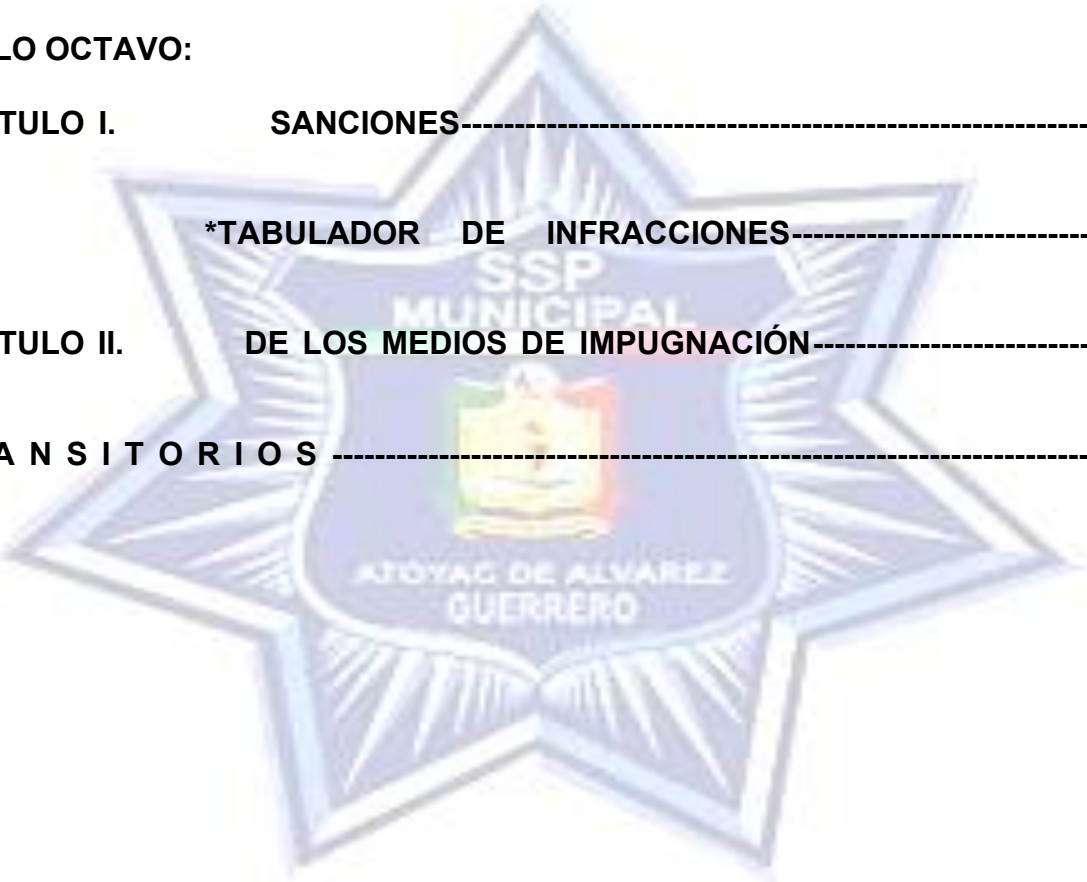 LO OCTAVO:
TULO I. SANCIONES-----------------------------------------------------------
*TABULADOR DE INFRACCIONES----------------------------
SSP
MUNICIPAL
TULO II. DE LOS MEDIOS DE IMPUGNACIÓN--------------------------
A N S I T O R I O S -----------------------------------------------------------------------
ATOYAC DE ALVAREZ
GUERRERO